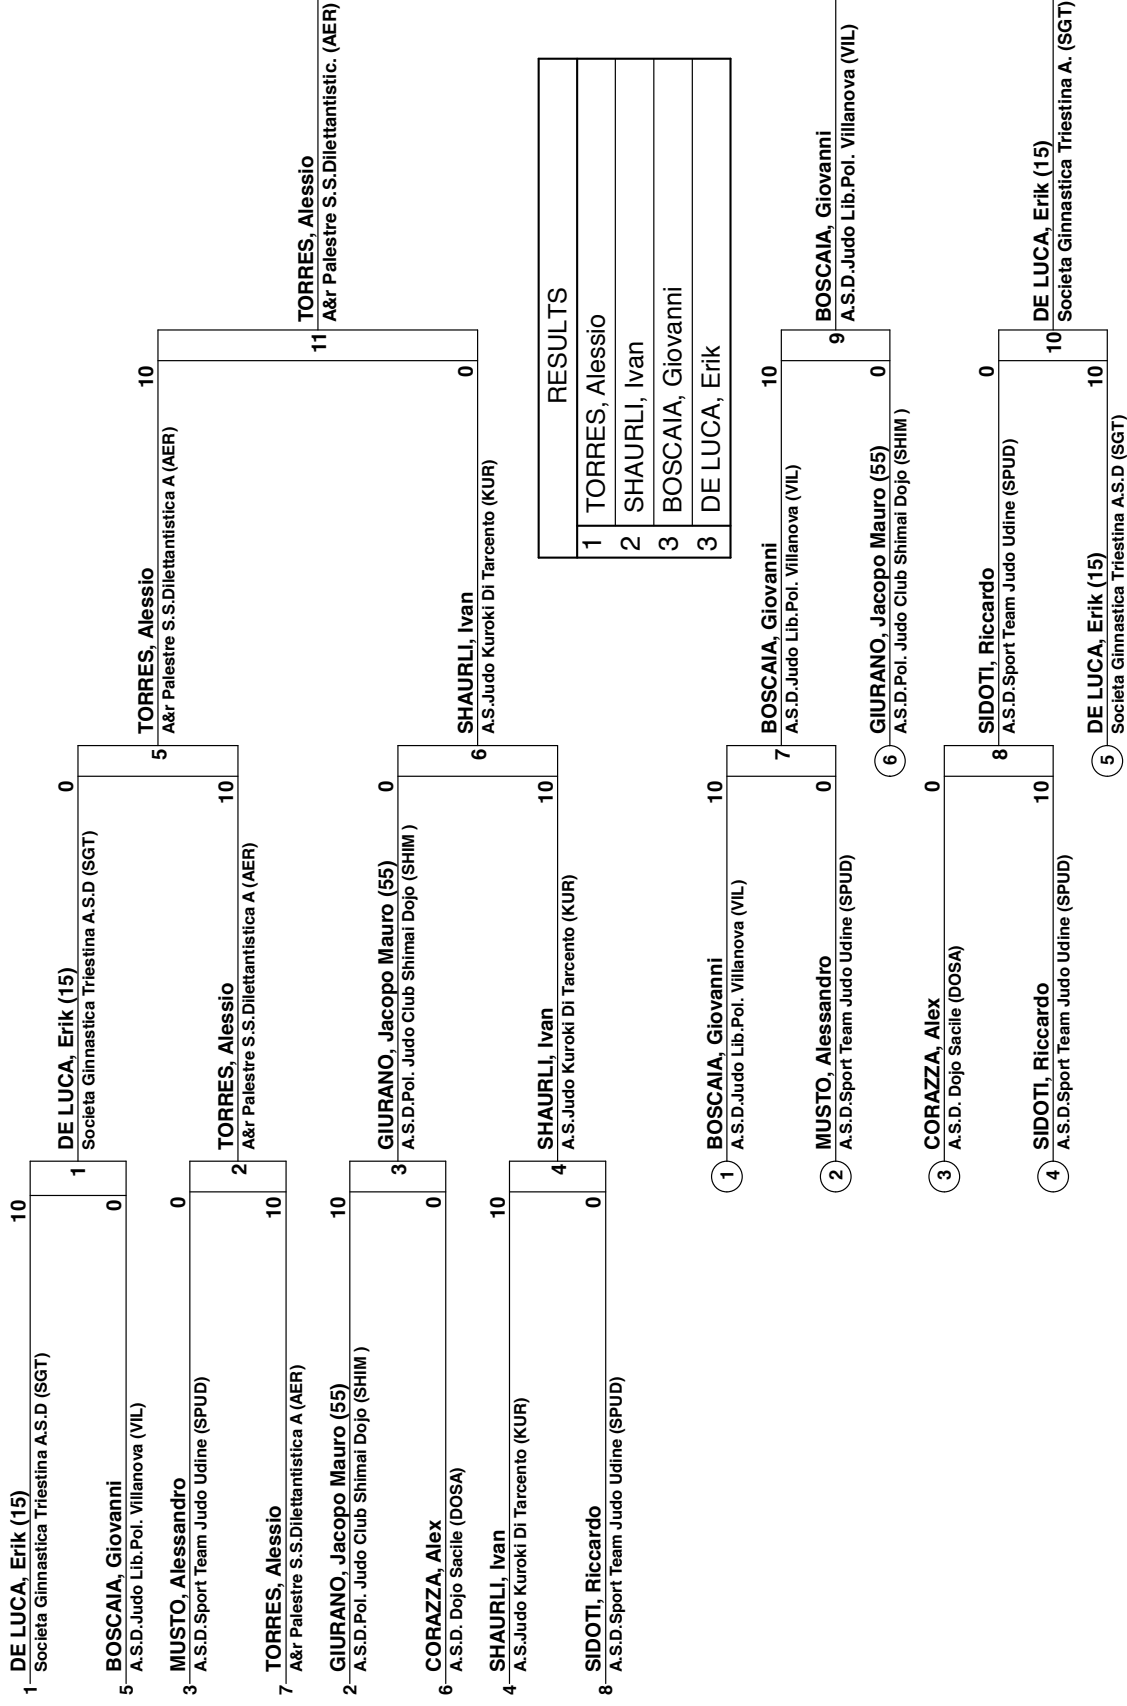 1
DE LUCA, Erik (15)
Societa Ginnastica Triestina A.S.D (SGT)
10
5
BOSCAIA, Giovanni
A.S.D.Judo Lib.Pol. Villanova (VIL)
0
1
3
MUSTO, Alessandro
A.S.D.Sport Team Judo Udine (SPUD)
0
7
TORRES, Alessio
A&r Palestre S.S.Dilettantistica A (AER)
10
2
2
GIURANO, Jacopo Mauro (55)
A.S.D.Pol. Judo Club Shimai Dojo (SHIM )
10
6
CORAZZA, Alex
A.S.D. Dojo Sacile (DOSA)
0
3
4
SHAURLI, Ivan
A.S.Judo Kuroki Di Tarcento (KUR)
10
8
SIDOTI, Riccardo
A.S.D.Sport Team Judo Udine (SPUD)
0
4
DE LUCA, Erik (15)
Societa Ginnastica Triestina A.S.D (SGT)
0
TORRES, Alessio
A&r Palestre S.S.Dilettantistica A (AER)
10
5
GIURANO, Jacopo Mauro (55)
A.S.D.Pol. Judo Club Shimai Dojo (SHIM )
0
SHAURLI, Ivan
A.S.Judo Kuroki Di Tarcento (KUR)
10
6
TORRES, Alessio
A&r Palestre S.S.Dilettantistica A (AER)
10
SHAURLI, Ivan
A.S.Judo Kuroki Di Tarcento (KUR)
0
11
TORRES, Alessio
A&r Palestre S.S.Dilettantistic. (AER)
RESULTS
1 TORRES, Alessio
2 SHAURLI, Ivan
3 BOSCAIA, Giovanni
3 DE LUCA, Erik
1
BOSCAIA, Giovanni
A.S.D.Judo Lib.Pol. Villanova (VIL)
10
2
MUSTO, Alessandro
A.S.D.Sport Team Judo Udine (SPUD)
0
7
BOSCAIA, Giovanni
A.S.D.Judo Lib.Pol. Villanova (VIL)
10
6
GIURANO, Jacopo Mauro (55)
A.S.D.Pol. Judo Club Shimai Dojo (SHIM )
0
9
BOSCAIA, Giovanni
A.S.D.Judo Lib.Pol. Villanova (VIL)
3
CORAZZA, Alex
A.S.D. Dojo Sacile (DOSA)
0
4
SIDOTI, Riccardo
A.S.D.Sport Team Judo Udine (SPUD)
10
8
SIDOTI, Riccardo
A.S.D.Sport Team Judo Udine (SPUD)
0
5
DE LUCA, Erik (15)
Societa Ginnastica Triestina A.S.D (SGT)
10
10
DE LUCA, Erik (15)
Societa Ginnastica Triestina A. (SGT)